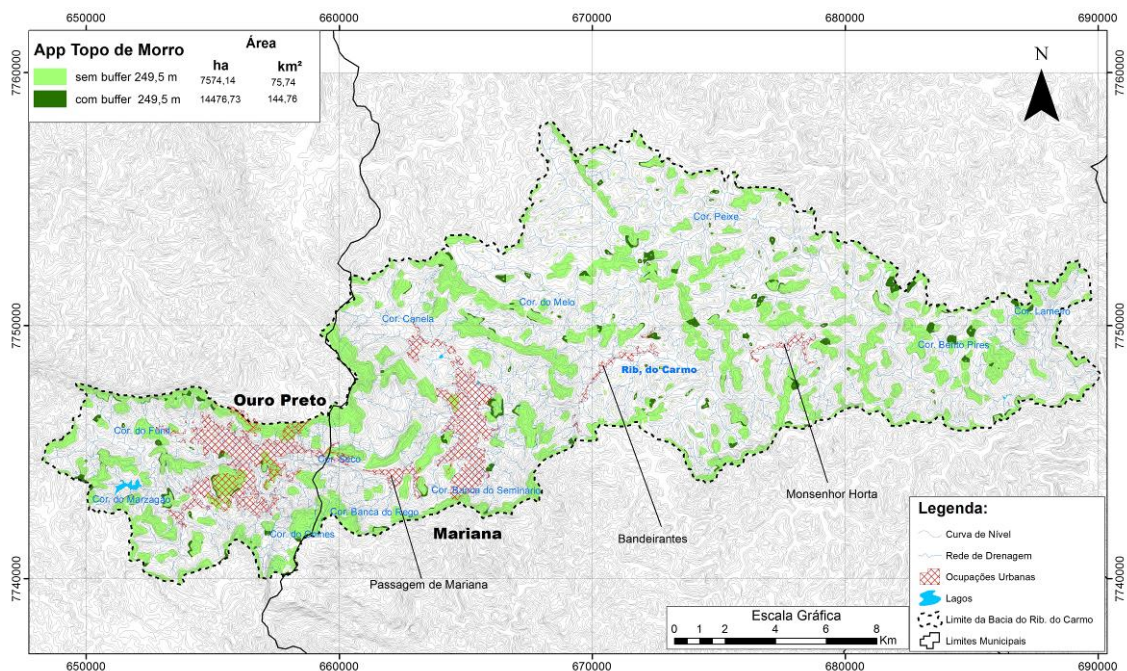 650000 660000 670000 680000 690000
App Topo de Morro
Área
ha km²
sem buffer 249,5 m 7574,14 75,74
com buffer 249,5 m 14476,73 144,76
N
7760000 7760000
Cor. Peixe
Cor. do Melo
Cor. Canela
Cor. Lameiro
7750000 7750000
Cor. Bento Pires
Rib. do Carmo
Ouro Preto
Cor. do Funil
Cor. Seco
Cor. do Marzagão
Cor. Banca do Seminário
Monsenhor Horta
Cor. Banca do Rego
Mariana
Bandeirantes
Passagem de Mariana
7740000 7740000
Legenda:
Curva de Nível
Rede de Drenagem
Ocupações Urbanas
Lagos
Limite da Bacia do Rib. do Carmo
Limites Municipais
Escala Gráfica
0 1 2 4 6 8
Km
650000 660000 670000 680000 690000